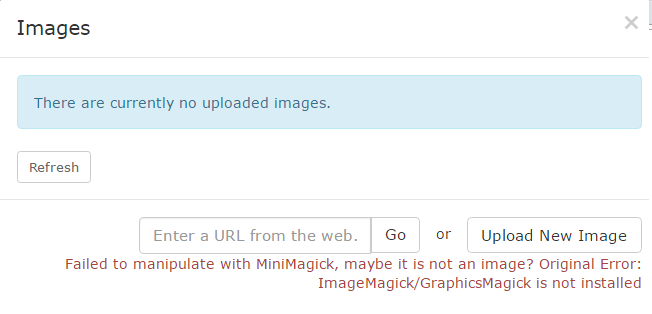 Images ×
There are currently no uploaded images.
Refresh
Enter a URL from the web. Go or Upload New Image
Failed to manipulate with MiniMagick, maybe it is not an image? Original Error:
ImageMagick/GraphicsMagick is not installed